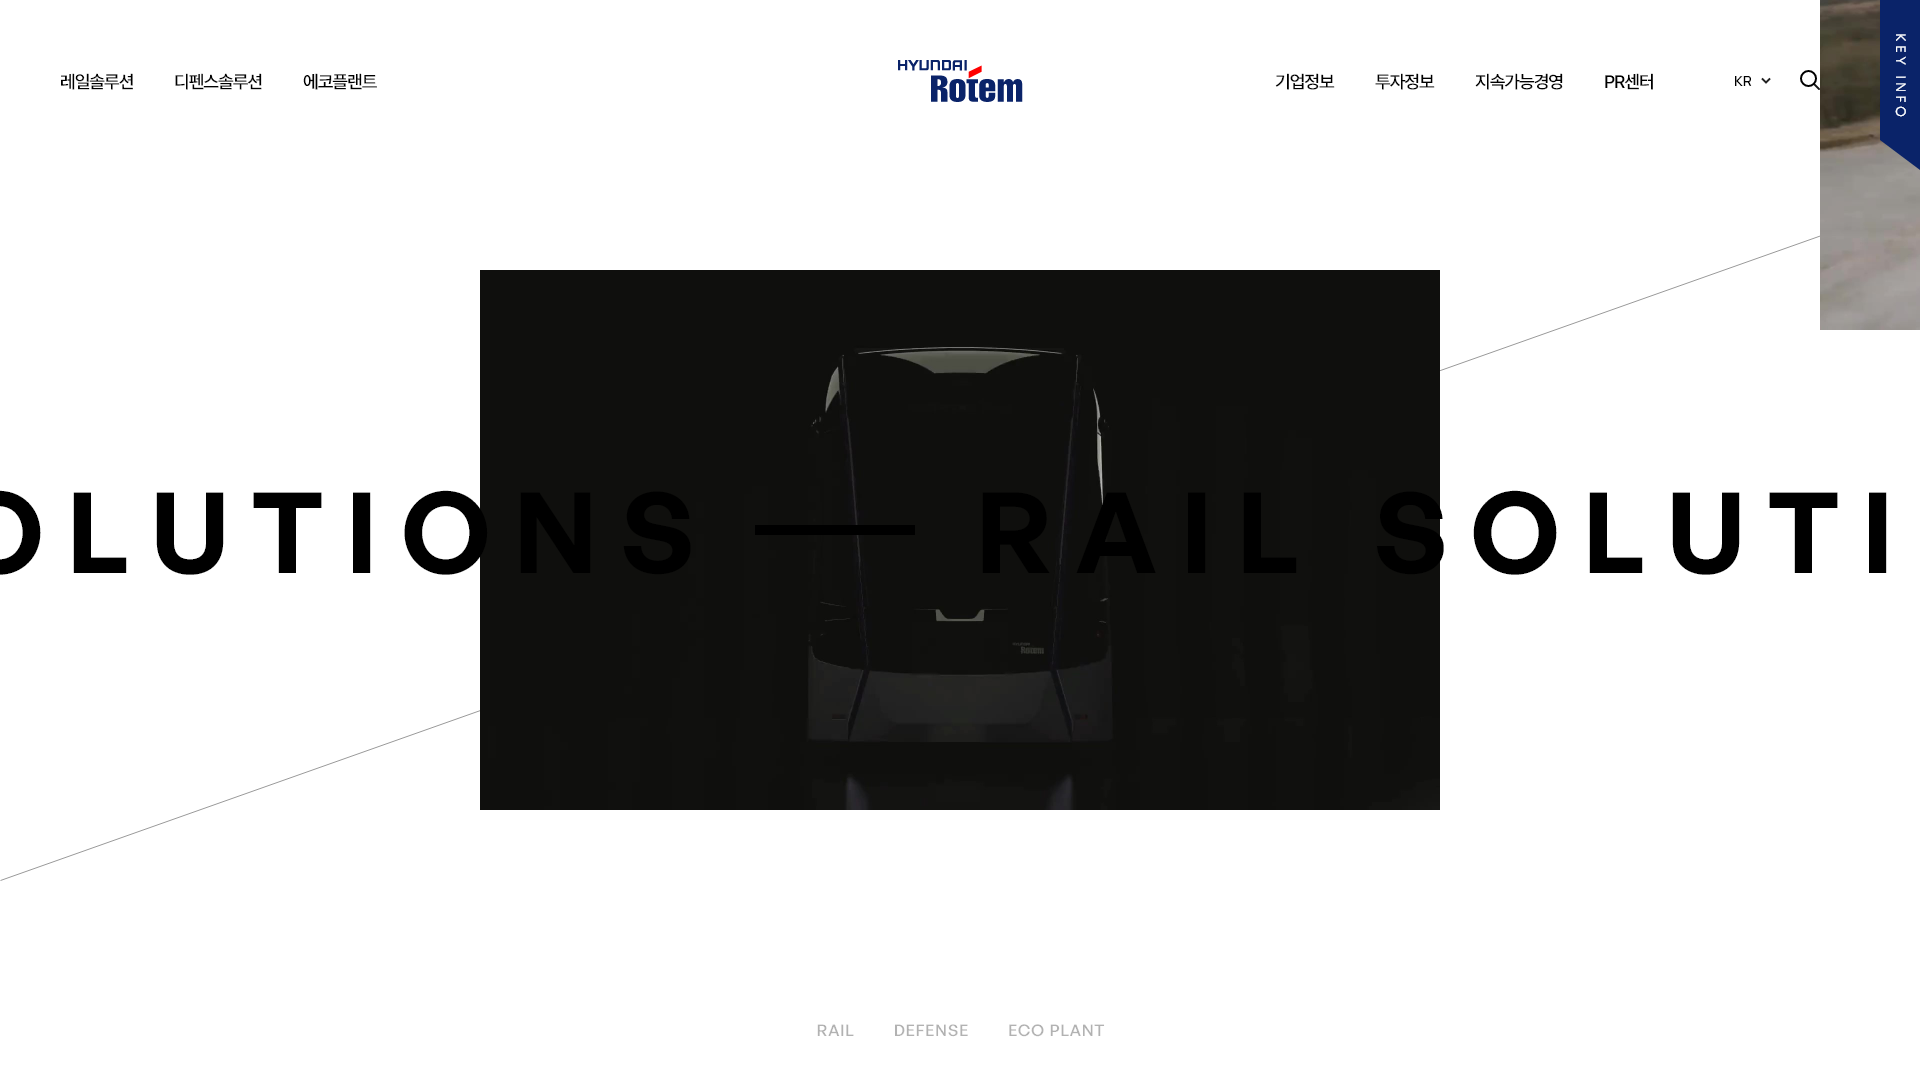 레일솔루션 디펜스솔루션 에코플랜트
HYUNDAI
Rotem
기업정보 투자정보 지속가능경영 PR센터 KR
KEY INFO
OLUTIONS — RAIL SOLUTI
HYUNDAI
Rotem
RAIL DEFENSE ECO PLANT